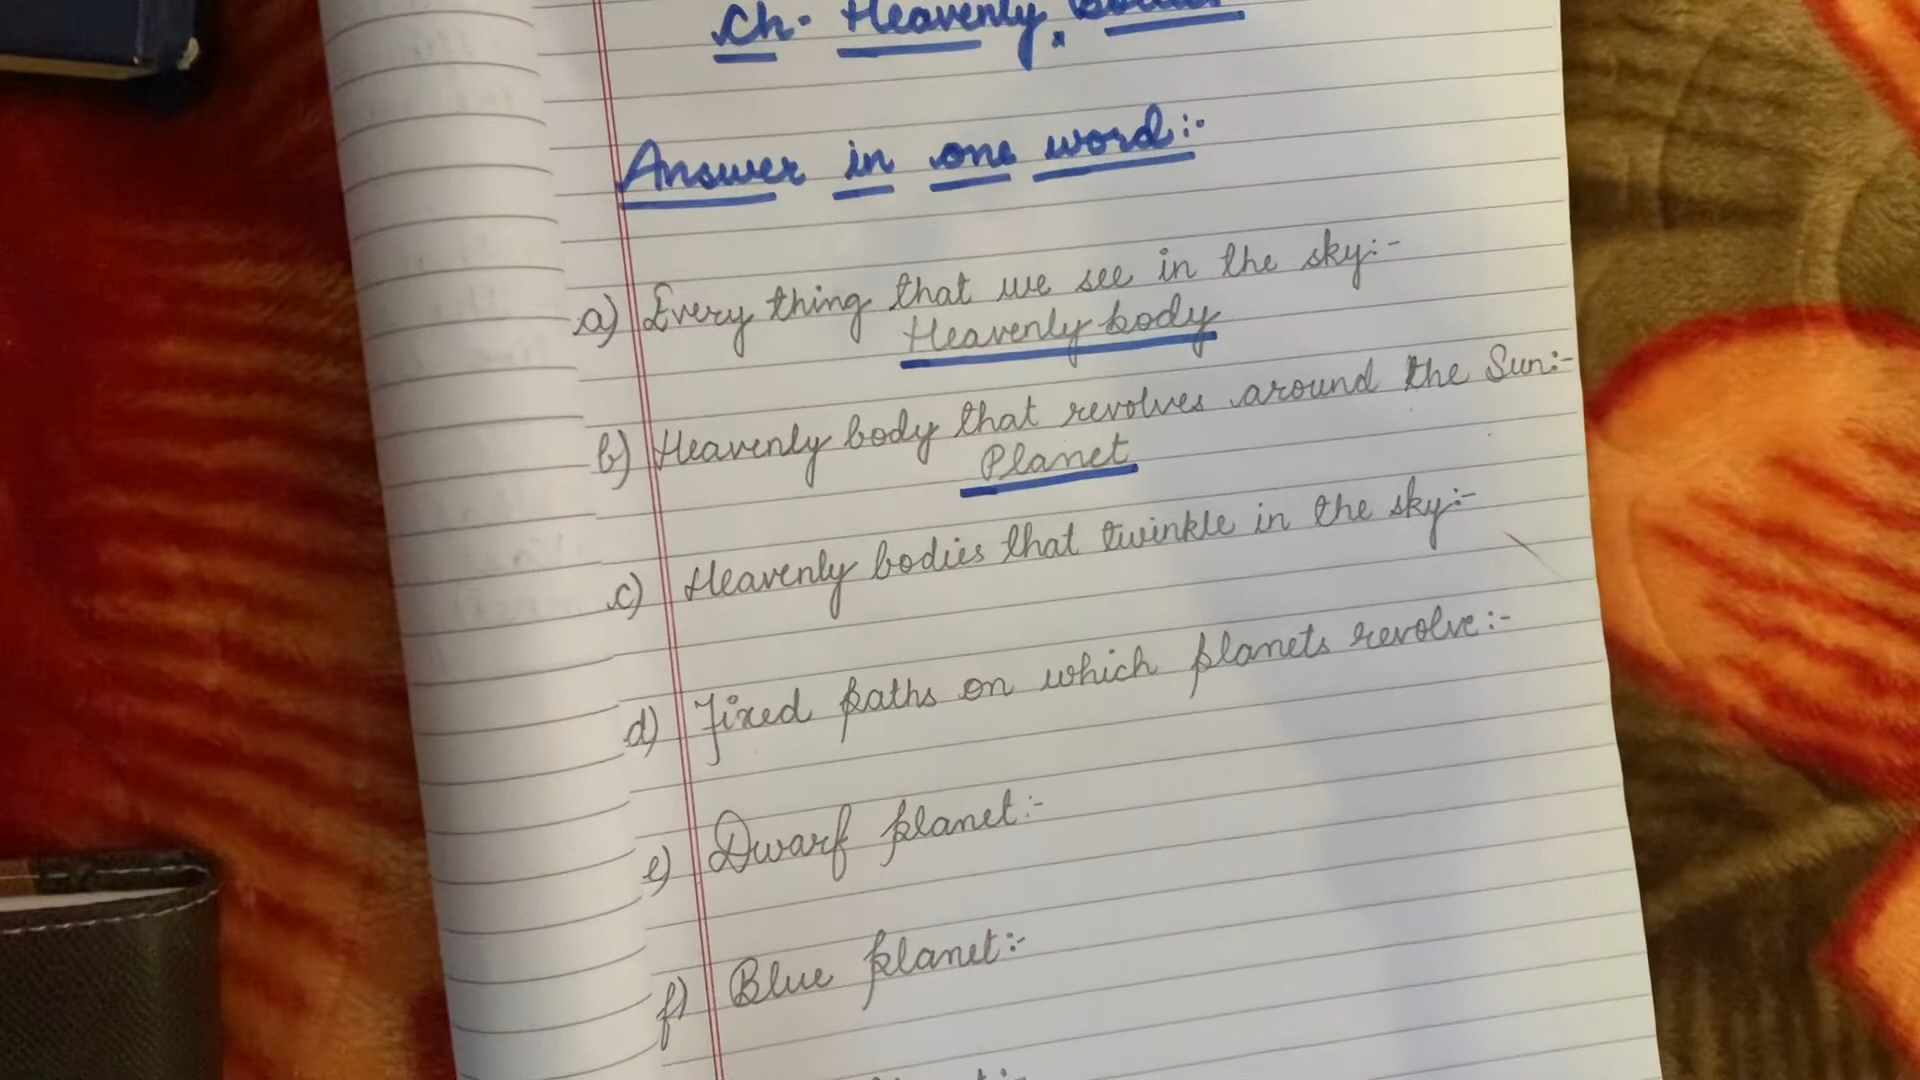 Ch- Heavenly Bodies
Answer in one word:-
a) Every thing that we see in the sky:-
Heavenly body
b) Heavenly body that revolves around the Sun:-
Planet
c) Heavenly bodies that twinkle in the sky:-
d) Fixed paths on which planets revolve:-
e) Dwarf planet:-
f) Blue planet:-